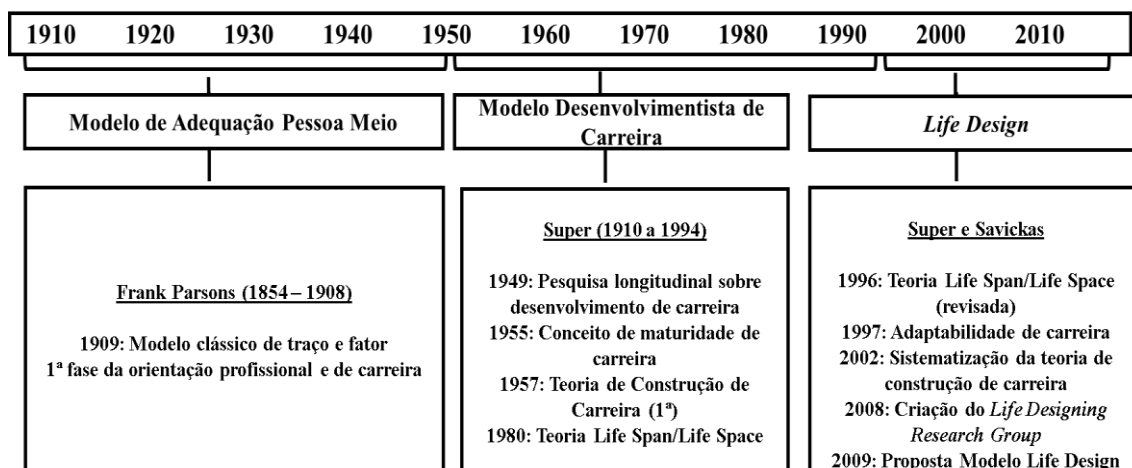 1910 1920 1930 1940 1950 1960 1970 1980 1990 2000 2010
Modelo de Adequação Pessoa Meio
Modelo Desenvolvimentista de
Carreira
Life Design
Frank Parsons (1854 – 1908)
1909: Modelo clássico de traço e fator
1ª fase da orientação profissional e de carreira
Super (1910 a 1994)
1949: Pesquisa longitudinal sobre
desenvolvimento de carreira
1955: Conceito de maturidade de
carreira
1957: Teoria de Construção de
Carreira (1ª)
1980: Teoria Life Span/Life Space
Super e Savickas
1996: Teoria Life Span/Life Space
(revisada)
1997: Adaptabilidade de carreira
2002: Sistematização da teoria de
construção de carreira
2008: Criação do Life Designing
Research Group
2009: Proposta Modelo Life Design